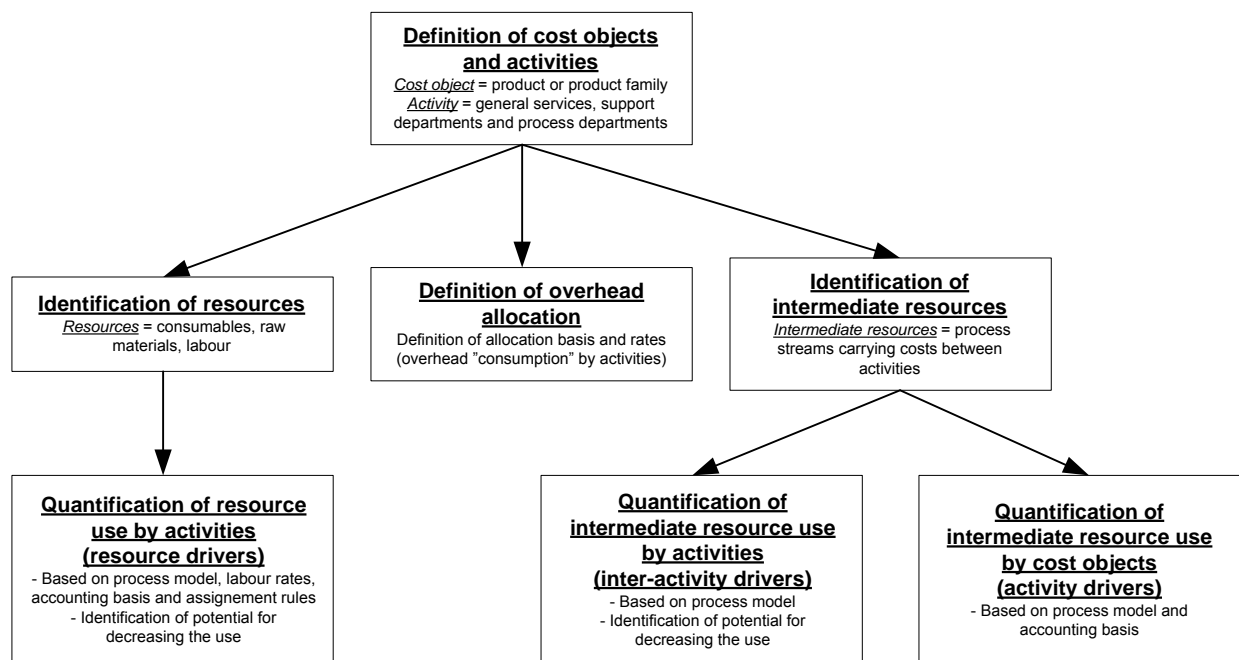 Definition of cost objects
and activities
Cost object = product or product family
Activity = general services, support
departments and process departments
Identification of resources
Resources = consumables, raw
materials, labour
Definition of overhead
allocation
Definition of allocation basis and rates
(overhead ”consumption” by activities)
Identification of
intermediate resources
Intermediate resources = process
streams carrying costs between
activities
Quantification of resource
use by activities
(resource drivers)
- Based on process model, labour rates,
accounting basis and assignement rules
- Identification of potential for
decreasing the use
Quantification of
intermediate resource use
by activities
(inter-activity drivers)
- Based on process model
- Identification of potential for
decreasing the use
Quantification of
intermediate resource use
by cost objects
(activity drivers)
- Based on process model and
accounting basis